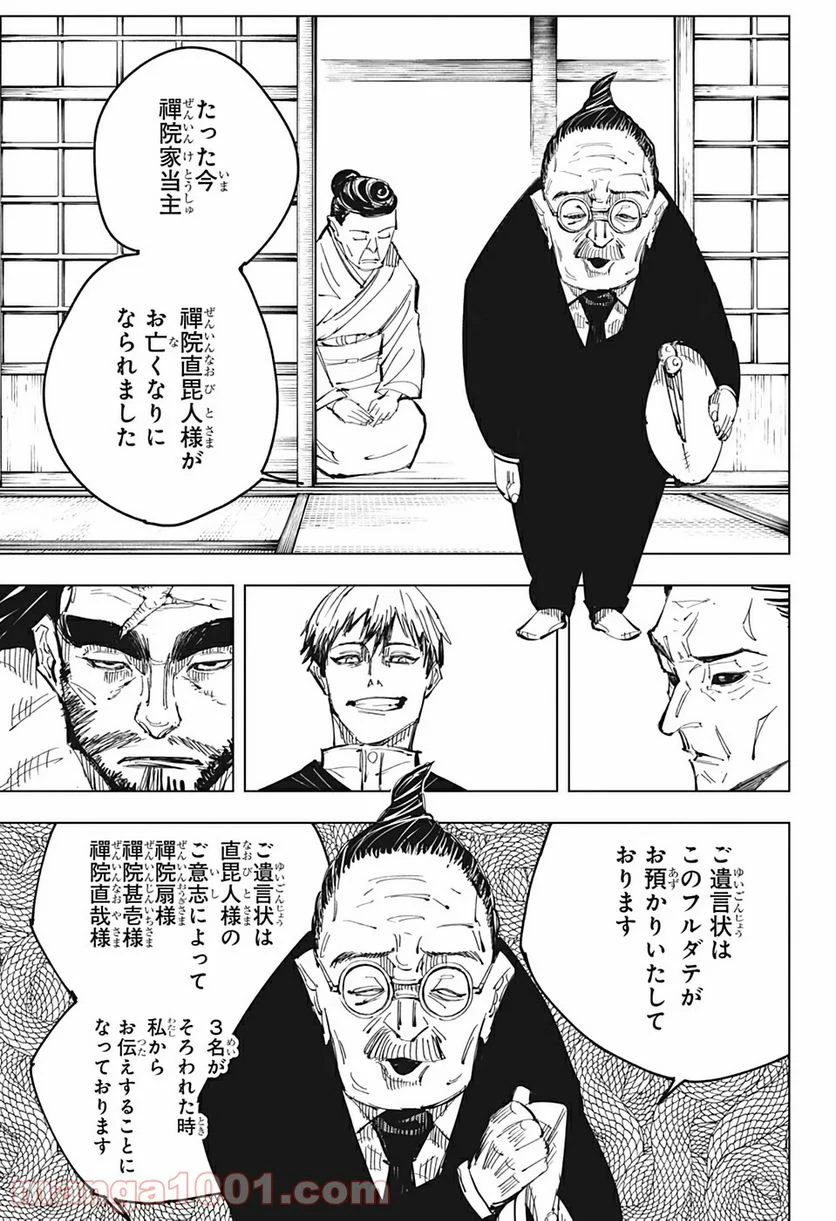 たった今
禪院家当主
禪院直毘人様が
お亡くなりに
なられました
ご遺言状は
このフルダテが
お預かりいたして
おります
ご遺言状は
直毘人様の
ご意志によって
禪院扇様
禪院甚壱様
禪院直哉様
3名が
そろわれた時
私から
お伝えすることに
なっております
manga1001.com